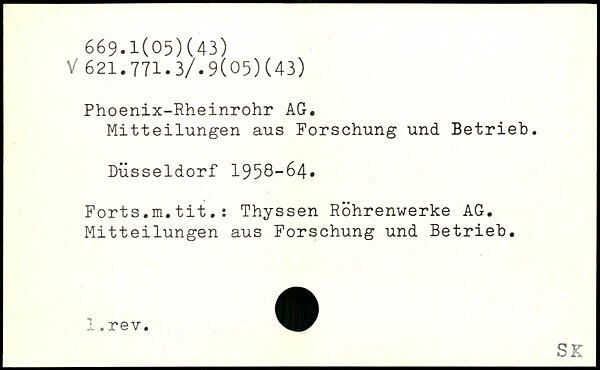 669.1(05)(43)
V 621.771.3/.9(05)(43)
Phoenix-Rheinrohr AG.
Mitteilungen aus Forschung und Betrieb.
Düsseldorf 1958-64.
Forts.m.tit.: Thyssen Röhrenwerke AG.
Mitteilungen aus Forschung und Betrieb.
1.rev.
SK